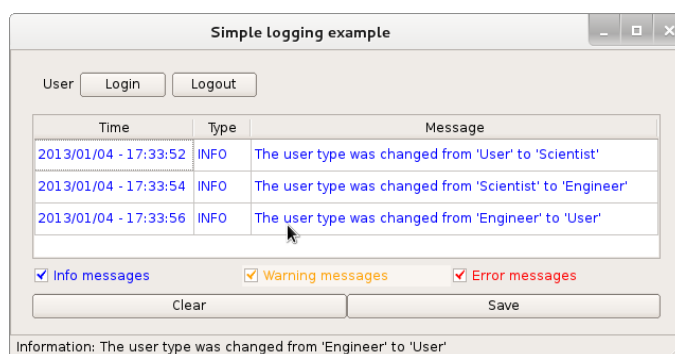 Simple logging example
User Login Logout
Time Type Message
2013/01/04 - 17:33:52 INFO The user type was changed from 'User' to 'Scientist'
2013/01/04 - 17:33:54 INFO The user type was changed from 'Scientist' to 'Engineer'
2013/01/04 - 17:33:56 INFO The user type was changed from 'Engineer' to 'User'
Info messages Warning messages Error messages
Clear Save
Information: The user type was changed from 'Engineer' to 'User'